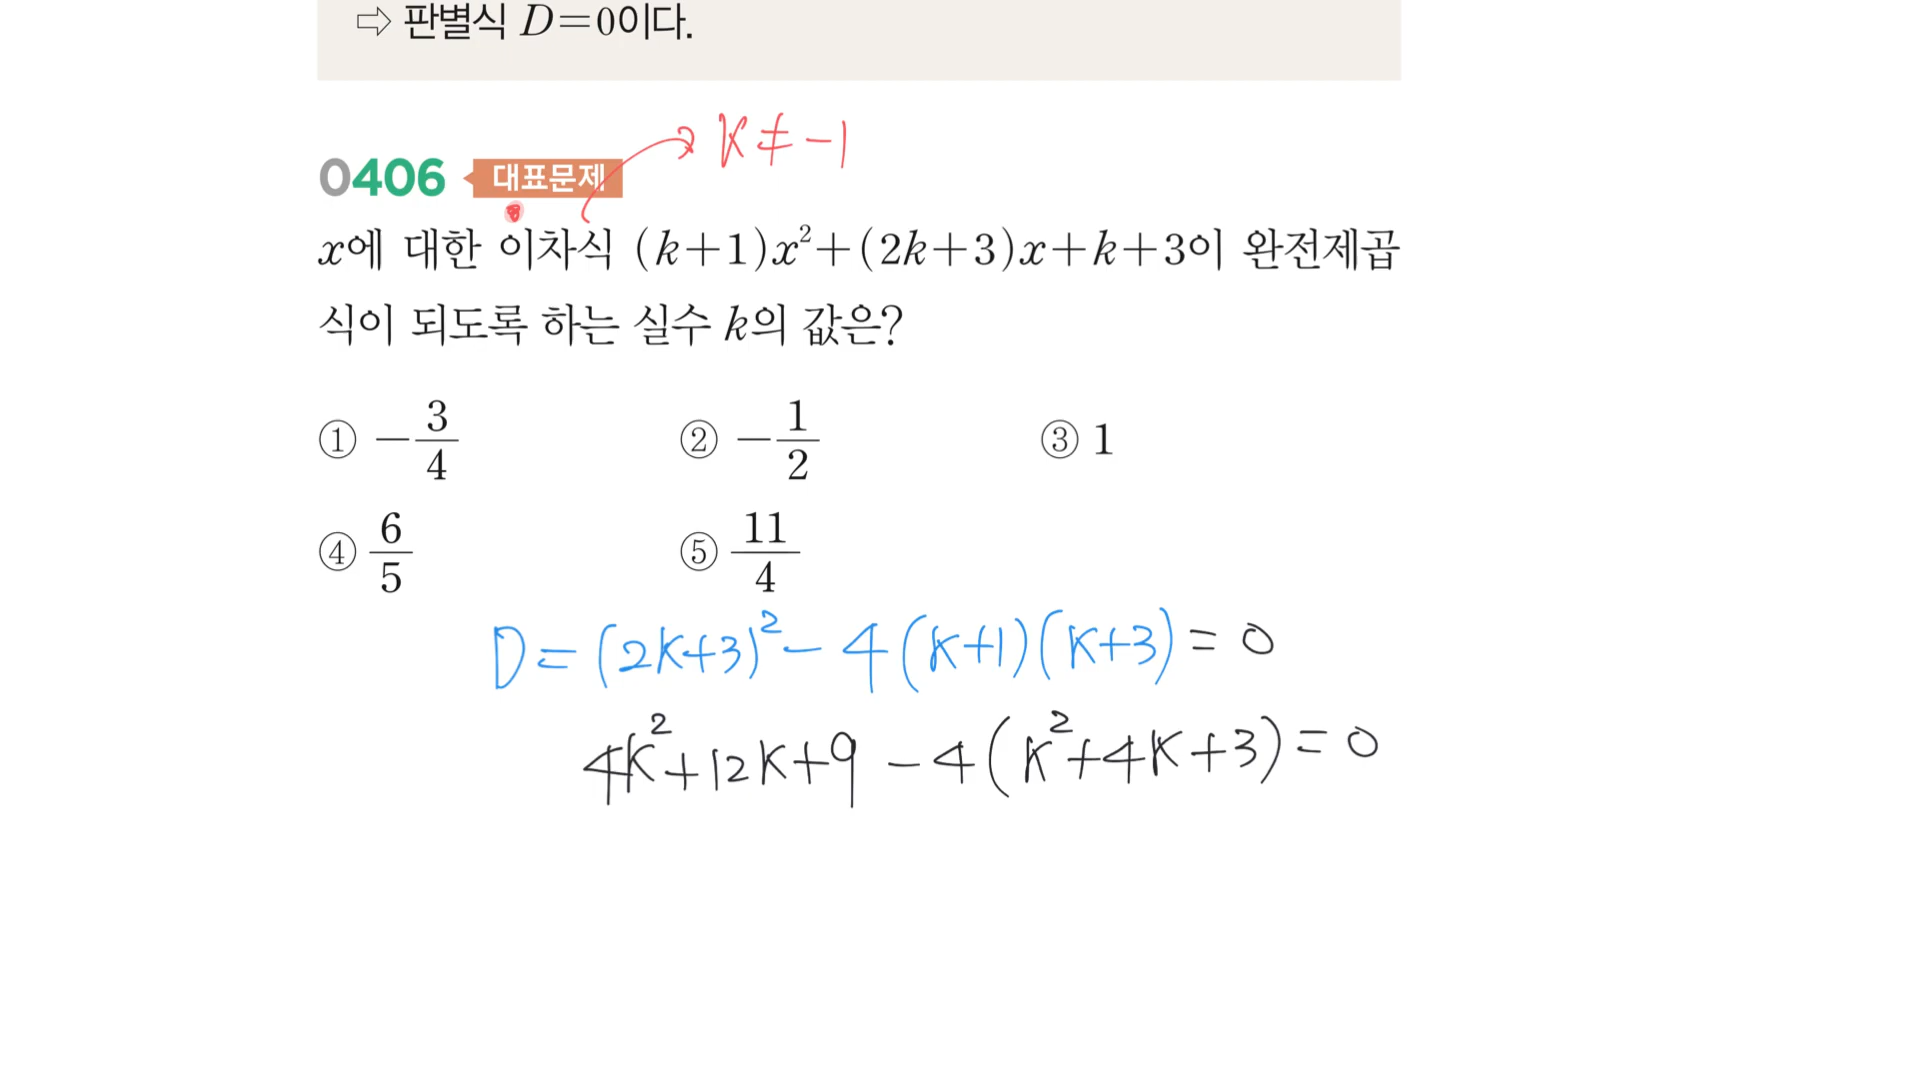 ⇨ 판별식 D=0이다.
k≠-1
0406 대표문제
x에 대한 이차식 (k+1)x²+(2k+3)x+k+3이 완전제곱
식이 되도록 하는 실수 k의 값은?
① -3/4 ② -1/2 ③ 1
④ 6/5 ⑤ 11/4
D=(2k+3)²-4(k+1)(k+3)=0
4k²+12k+9-4(k²+4k+3)=0